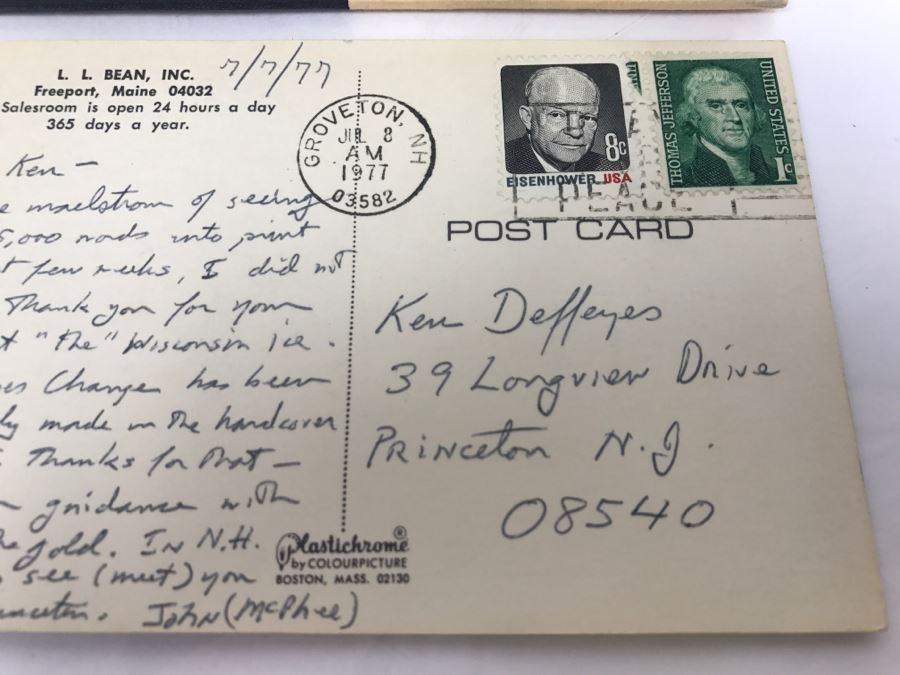 L. L. BEAN, INC.
Freeport, Maine 04032
Salesroom is open 24 hours a day
365 days a year.
7/7/77
Ken —
maelstrom of seeing
5,000 words into print
few weeks, I did not
Thank you for your
"the" Wisconsin ice.
Change has been
made in the hardcover
Thanks for that —
guidance with
gold. In N.H.
see (meet) you
John (McPhee)
GROVETON, NH
JUL 8
AM
1977
03582
EISENHOWER USA
8c
THOMAS JEFFERSON
UNITED STATES
1c
PEACE
POST CARD
Ken Deffeyes
39 Longview Drive
Princeton N.J.
08540
Plastichrome®
by COLOURPICTURE
BOSTON, MASS. 02130